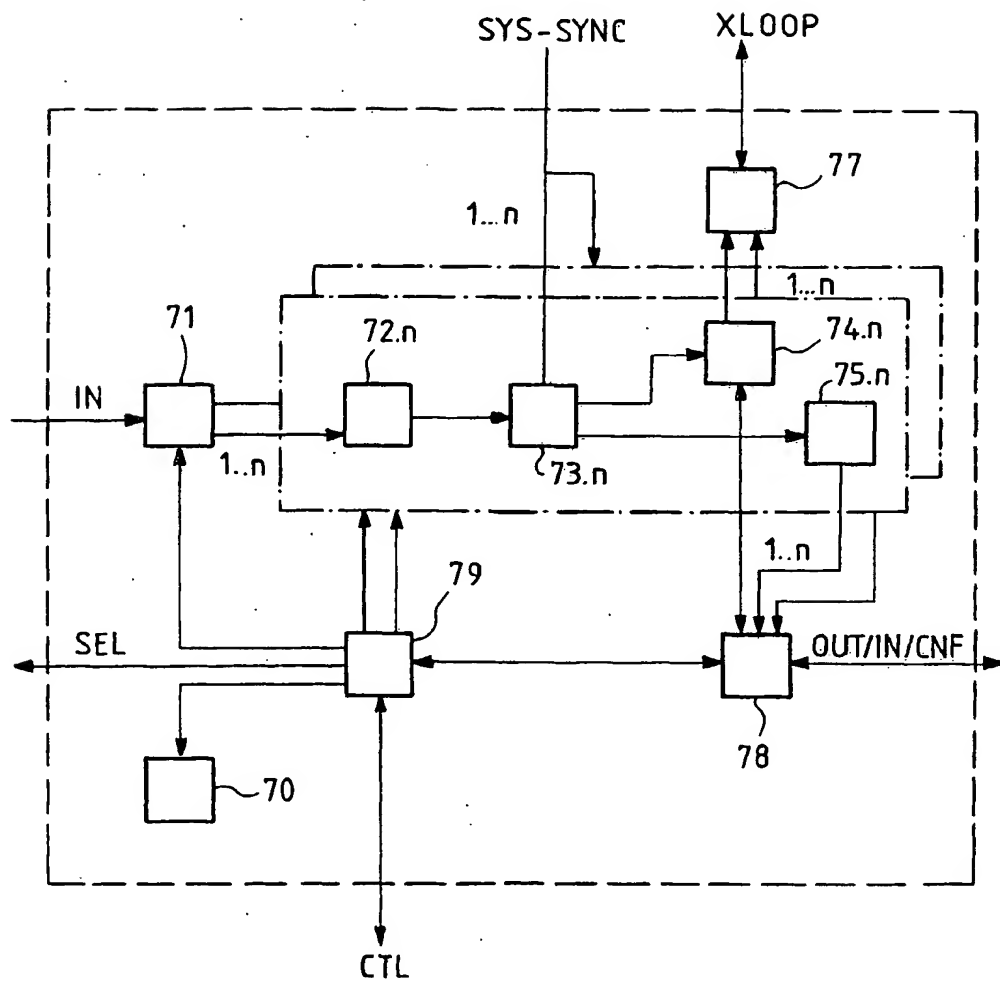 SYS-SYNC
XLOOP
77
1...n
1...n
71
72.n
74.n
75.n
IN
1..n
73.n
1..n
79
SEL
OUT/IN/CNF
78
70
CTL